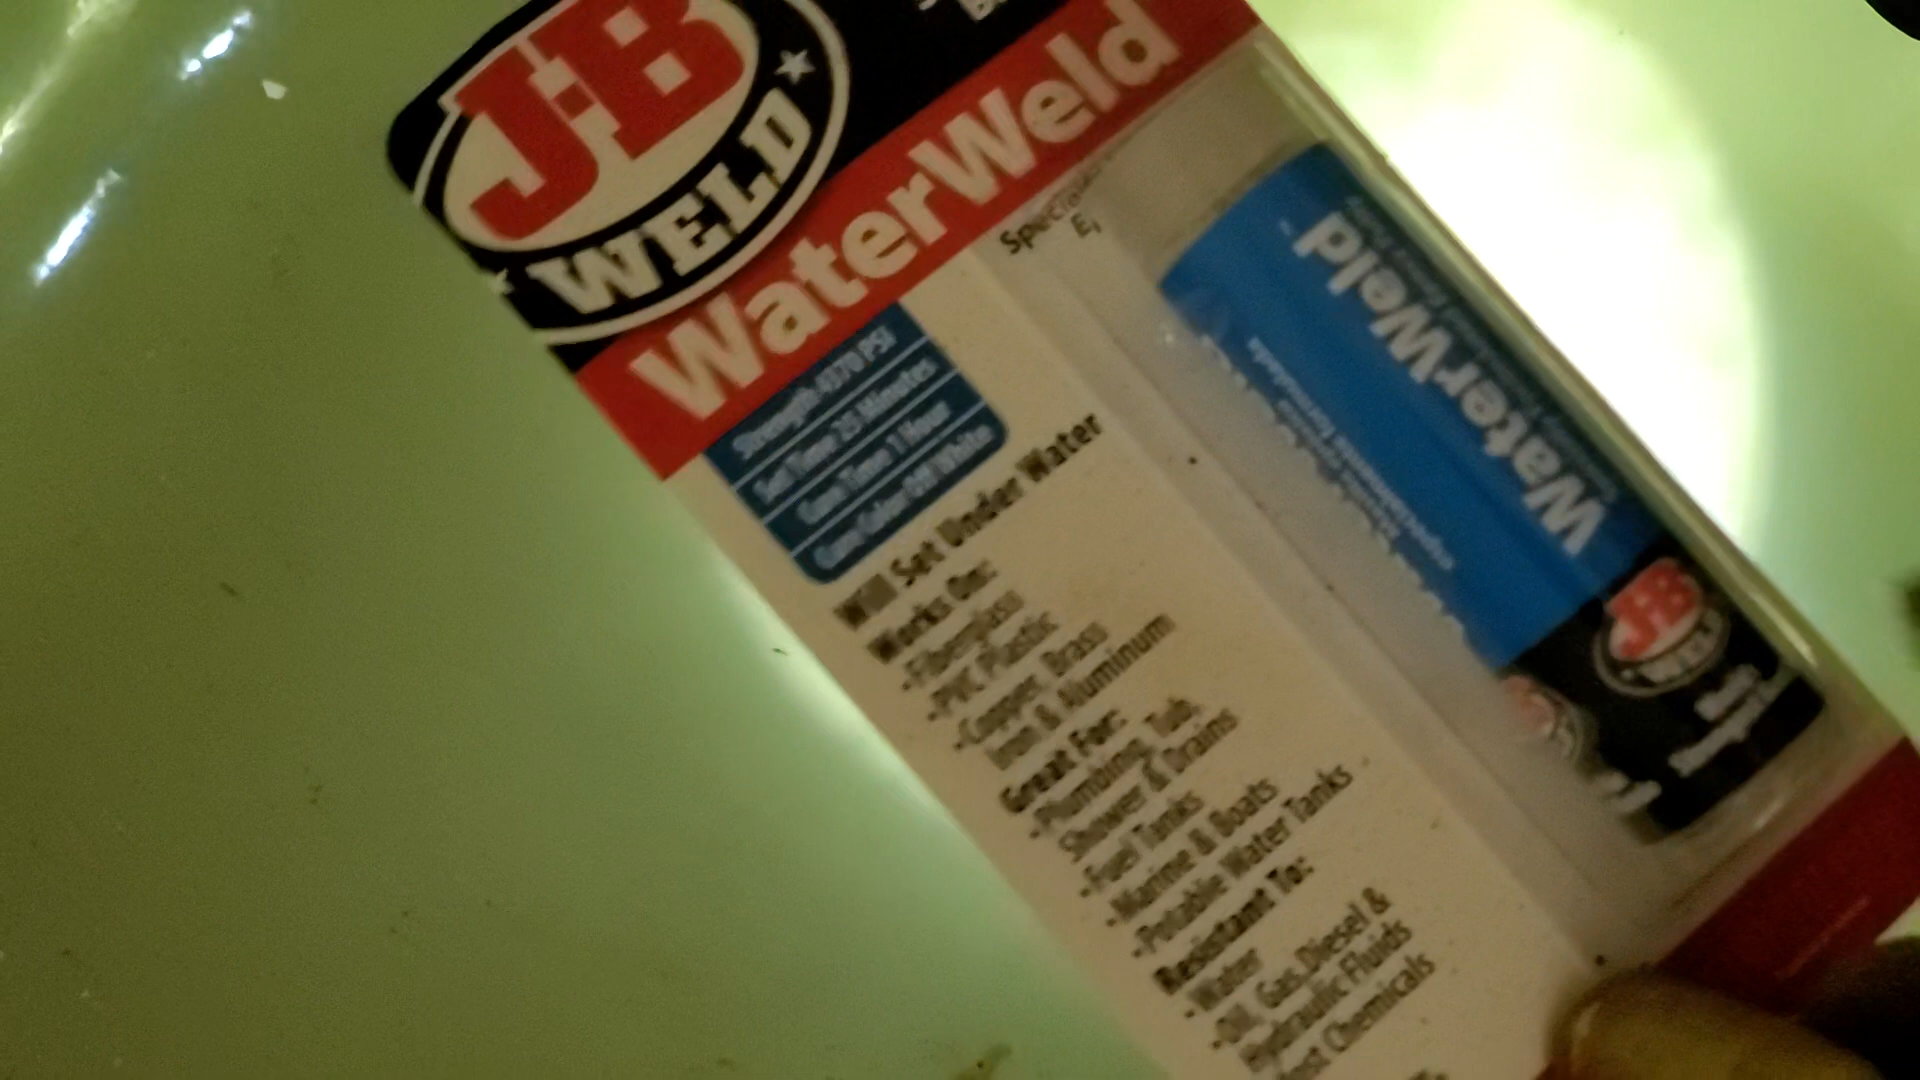 J-B
WELD
WaterWeld
Strength: 4370 PSI
Set Time: 25 Minutes
Cure Time: 1 Hour
Cure Color: Off White
Will Set Under Water
Works On:
-Fiberglass
-PVC Plastic
-Copper, Brass
Iron & Aluminum
Great For:
-Plumbing, Tub,
Shower & Drains
-Fuel Tanks
-Marine & Boats
-Potable Water Tanks
Resistant To:
-Water
-Oil, Gas, Diesel &
Hydraulic Fluids
Chemicals
WaterWeld
J-B
WELD